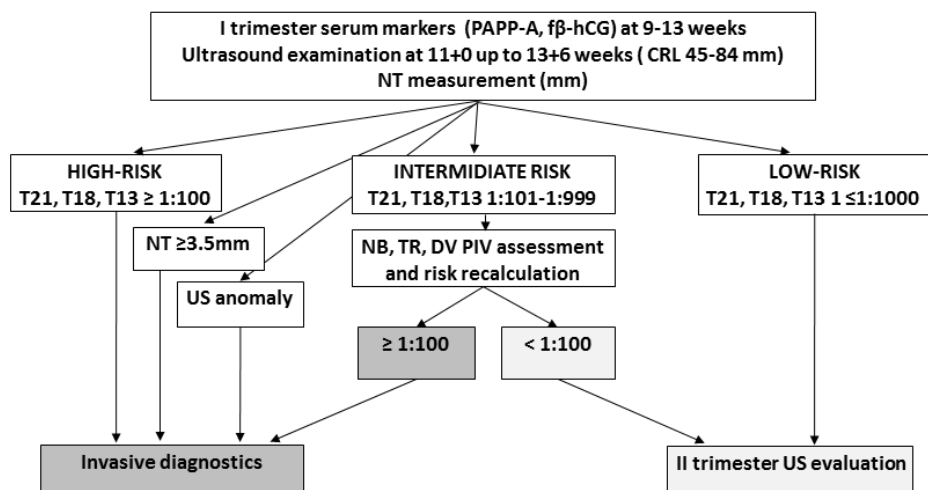 I trimester serum markers (PAPP-A, fβ-hCG) at 9-13 weeks
Ultrasound examination at 11+0 up to 13+6 weeks ( CRL 45-84 mm)
NT measurement (mm)
HIGH-RISK
T21, T18, T13 ≥ 1:100
INTERMIDIATE RISK
T21, T18,T13 1:101-1:999
LOW-RISK
T21, T18, T13 1 ≤1:1000
NT ≥3.5mm
NB, TR, DV PIV assessment
and risk recalculation
US anomaly
≥ 1:100
< 1:100
Invasive diagnostics
II trimester US evaluation